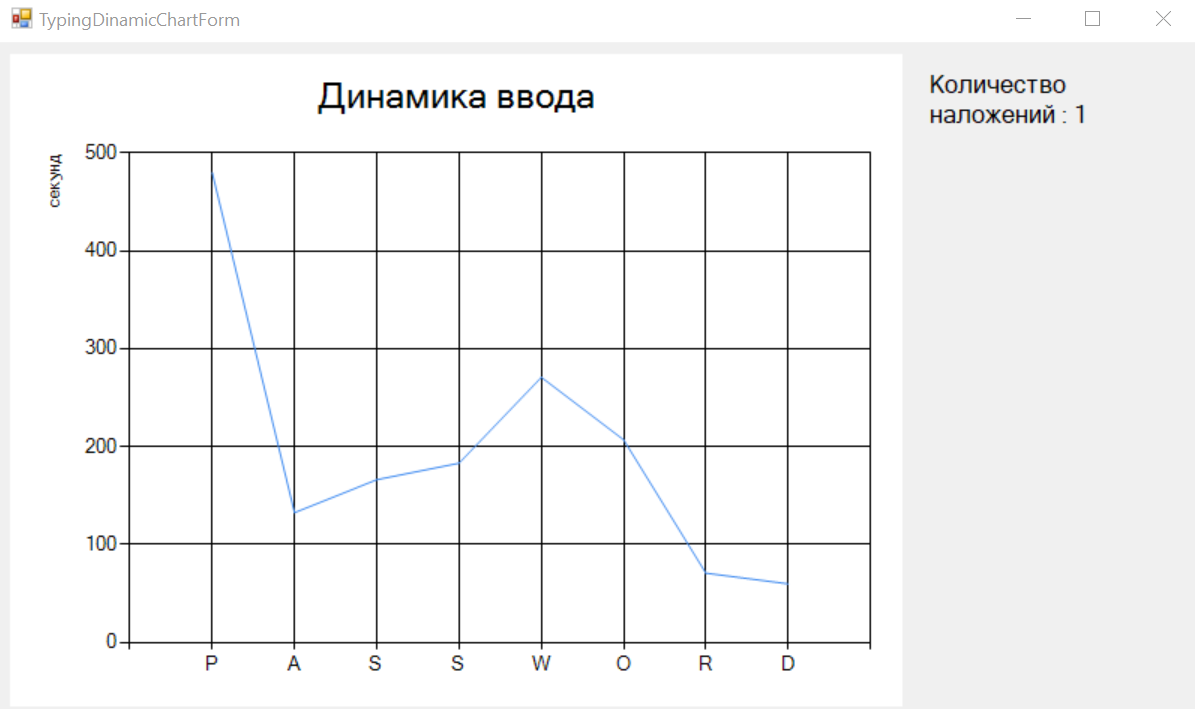 TypingDinamicChartForm
Динамика ввода
Количество
наложений : 1
секунд
500
400
300
200
100
0
P A S S W O R D